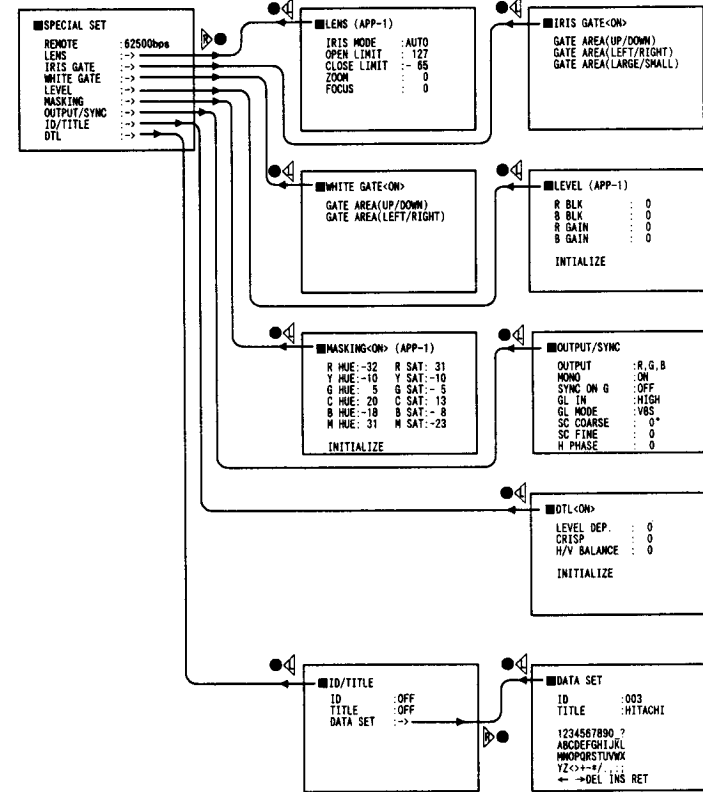 ■SPECIAL SET
REMOTE :62500bps
LENS :->
IRIS GATE :->
WHITE GATE :->
LEVEL :->
MASKING :->
OUTPUT/SYNC :->
ID/TITLE :->
DTL :->
R
L
■LENS (APP-1)
IRIS MODE :AUTO
OPEN LIMIT : 127
CLOSE LIMIT :- 65
ZOOM : 0
FOCUS : 0
L
■IRIS GATE<ON>
GATE AREA(UP/DOWN)
GATE AREA(LEFT/RIGHT)
GATE AREA(LARGE/SMALL)
L
■WHITE GATE<ON>
GATE AREA(UP/DOWN)
GATE AREA(LEFT/RIGHT)
L
■LEVEL (APP-1)
R BLK : 0
B BLK : 0
R GAIN : 0
B GAIN : 0
INTIALIZE
L
■MASKING<ON> (APP-1)
R HUE:-32 R SAT: 31
Y HUE:-10 Y SAT:-10
G HUE: 5 G SAT:- 5
C HUE: 20 C SAT: 13
B HUE:-18 B SAT:- 8
M HUE: 31 M SAT:-23
INITIALIZE
L
■OUTPUT/SYNC
OUTPUT :R,G,B
MONO :ON
SYNC ON G :OFF
GL IN :HIGH
GL MODE :VBS
SC COARSE : 0°
SC FINE : 0
H PHASE : 0
L
■DTL<ON>
LEVEL DEP. : 0
CRISP : 0
H/V BALANCE : 0
INITIALIZE
L
■ID/TITLE
ID :OFF
TITLE :OFF
DATA SET :->
R
L
■DATA SET
ID :003
TITLE :HITACHI
1234567890_?
ABCDEFGHIJKL
MNOPQRSTUVWX
YZ<>+-*/.,:;
← →DEL INS RET